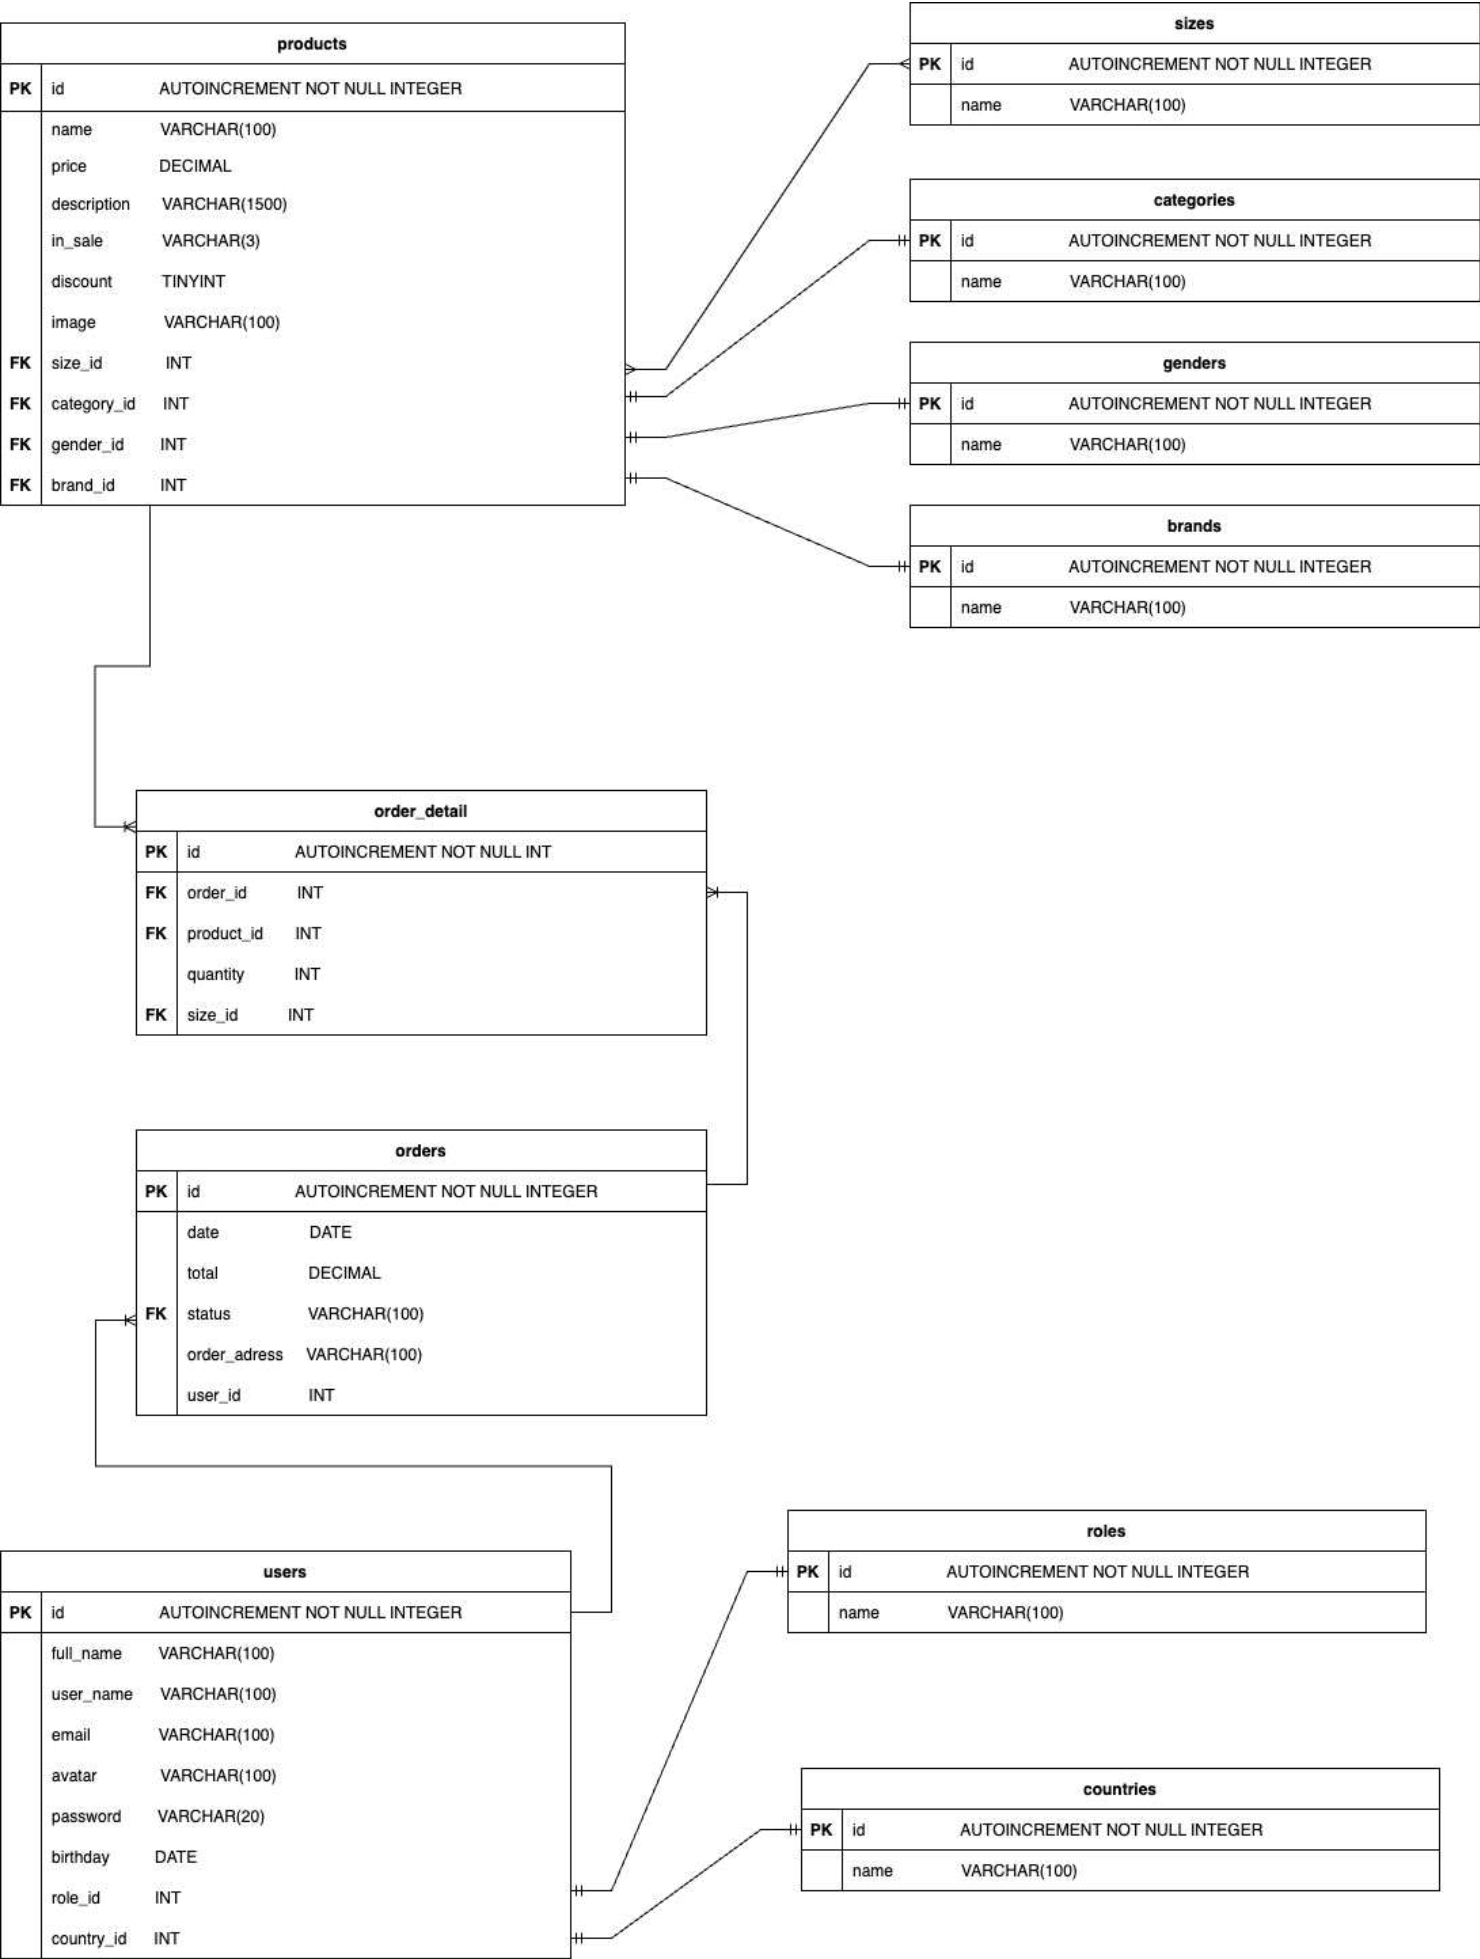 products
PK id AUTOINCREMENT NOT NULL INTEGER
name VARCHAR(100)
price DECIMAL
description VARCHAR(1500)
in_sale VARCHAR(3)
discount TINYINT
image VARCHAR(100)
FK size_id INT
FK category_id INT
FK gender_id INT
FK brand_id INT
sizes
PK id AUTOINCREMENT NOT NULL INTEGER
name VARCHAR(100)
categories
PK id AUTOINCREMENT NOT NULL INTEGER
name VARCHAR(100)
genders
PK id AUTOINCREMENT NOT NULL INTEGER
name VARCHAR(100)
brands
PK id AUTOINCREMENT NOT NULL INTEGER
name VARCHAR(100)
order_detail
PK id AUTOINCREMENT NOT NULL INT
FK order_id INT
FK product_id INT
quantity INT
FK size_id INT
orders
PK id AUTOINCREMENT NOT NULL INTEGER
date DATE
total DECIMAL
FK status VARCHAR(100)
order_adress VARCHAR(100)
user_id INT
users
PK id AUTOINCREMENT NOT NULL INTEGER
full_name VARCHAR(100)
user_name VARCHAR(100)
email VARCHAR(100)
avatar VARCHAR(100)
password VARCHAR(20)
birthday DATE
role_id INT
country_id INT
roles
PK id AUTOINCREMENT NOT NULL INTEGER
name VARCHAR(100)
countries
PK id AUTOINCREMENT NOT NULL INTEGER
name VARCHAR(100)